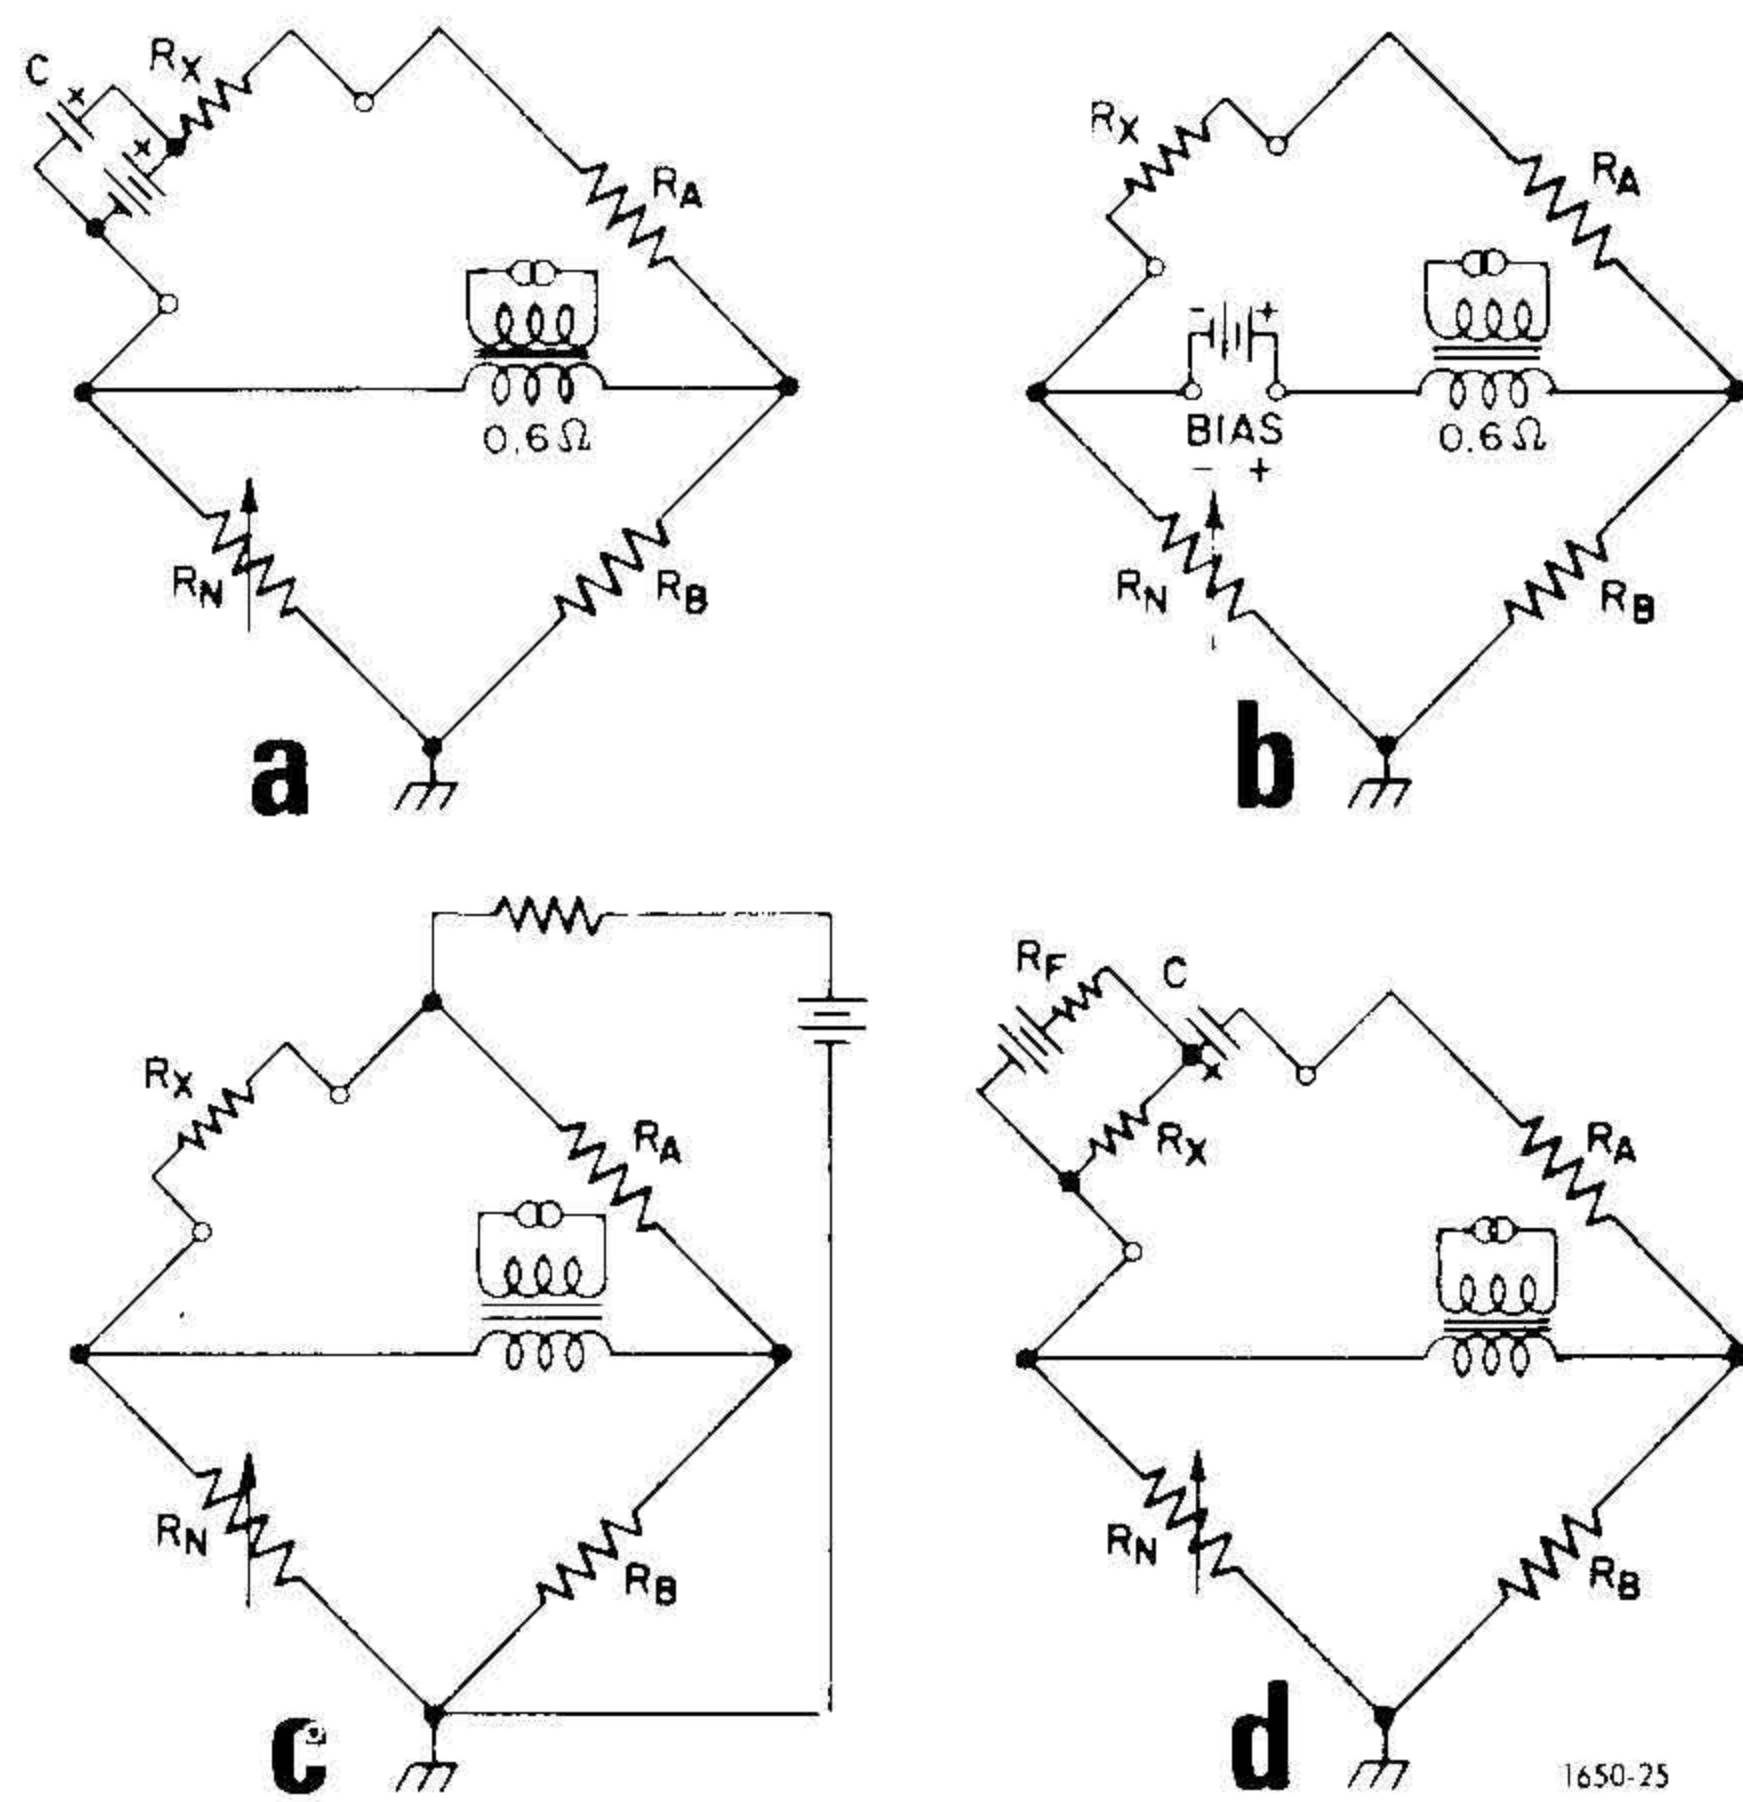 C
x
RX
x
RA
0.6Ω
RN
RB
a
RX
RA
- +
BIAS
- +
0.6Ω
RN
RB
b
RX
RA
RN
RB
c
RF
C
x
RX
RA
RN
RB
d
1650-25